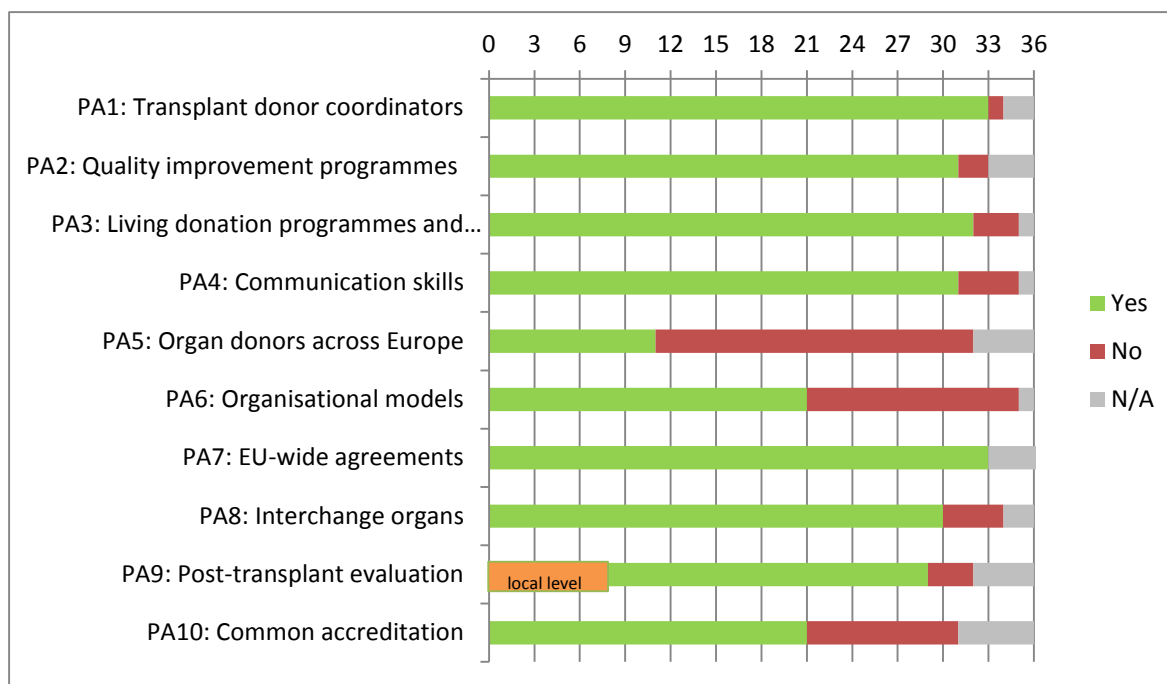 0 3 6 9 12 15 18 21 24 27 30 33 36
PA1: Transplant donor coordinators
PA2: Quality improvement programmes
PA3: Living donation programmes and...
PA4: Communication skills
PA5: Organ donors across Europe
PA6: Organisational models
PA7: EU-wide agreements
PA8: Interchange organs
PA9: Post-transplant evaluation
local level
PA10: Common accreditation
Yes
No
N/A